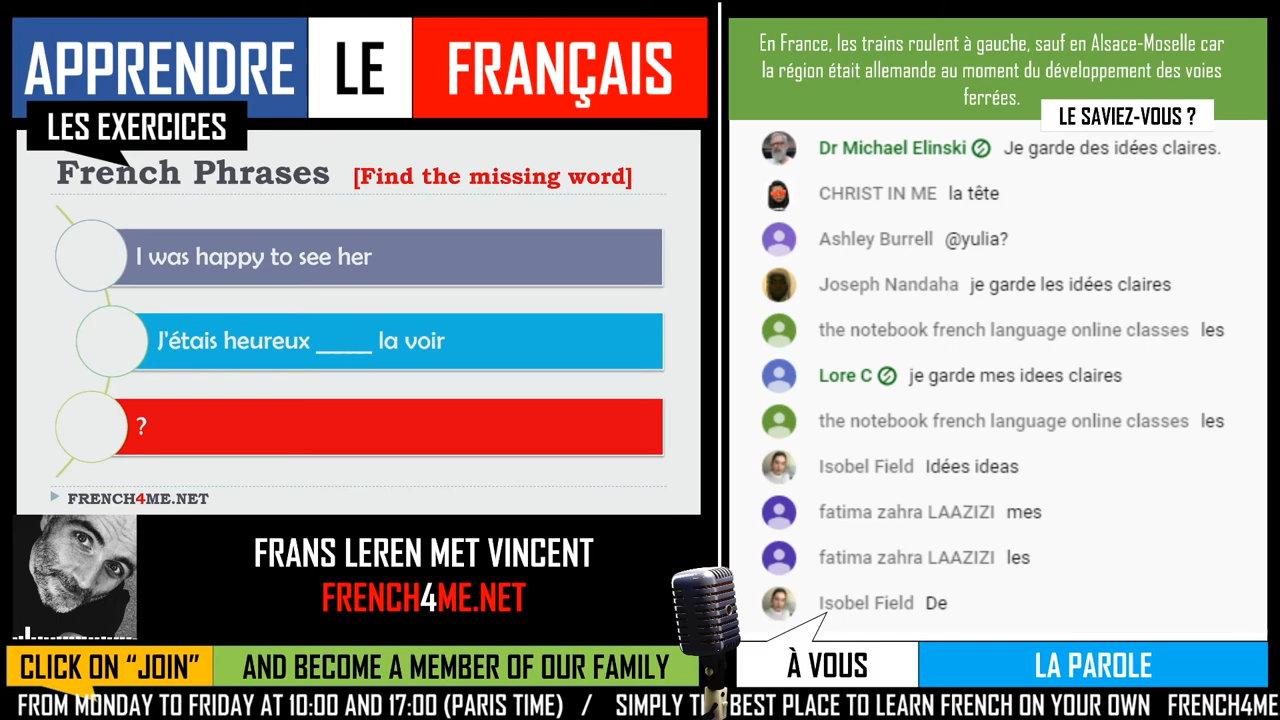 APPRENDRE LE FRANÇAIS
LES EXERCICES
French Phrases [Find the missing word]
I was happy to see her
J'étais heureux _____ la voir
?
FRENCH4ME.NET
FRANS LEREN MET VINCENT
FRENCH4ME.NET
CLICK ON “JOIN” AND BECOME A MEMBER OF OUR FAMILY
En France, les trains roulent à gauche, sauf en Alsace-Moselle car
la région était allemande au moment du développement des voies
ferrées.
LE SAVIEZ-VOUS ?
Dr Michael Elinski Je garde des idées claires.
CHRIST IN ME la tête
Ashley Burrell @yulia?
Joseph Nandaha je garde les idées claires
the notebook french language online classes les
Lore C je garde mes idees claires
the notebook french language online classes les
Isobel Field Idées ideas
fatima zahra LAAZIZI mes
fatima zahra LAAZIZI les
Isobel Field De
À VOUS LA PAROLE
FROM MONDAY TO FRIDAY AT 10:00 AND 17:00 (PARIS TIME) / SIMPLY BEST PLACE TO LEARN FRENCH ON YOUR OWN FRENCH4ME